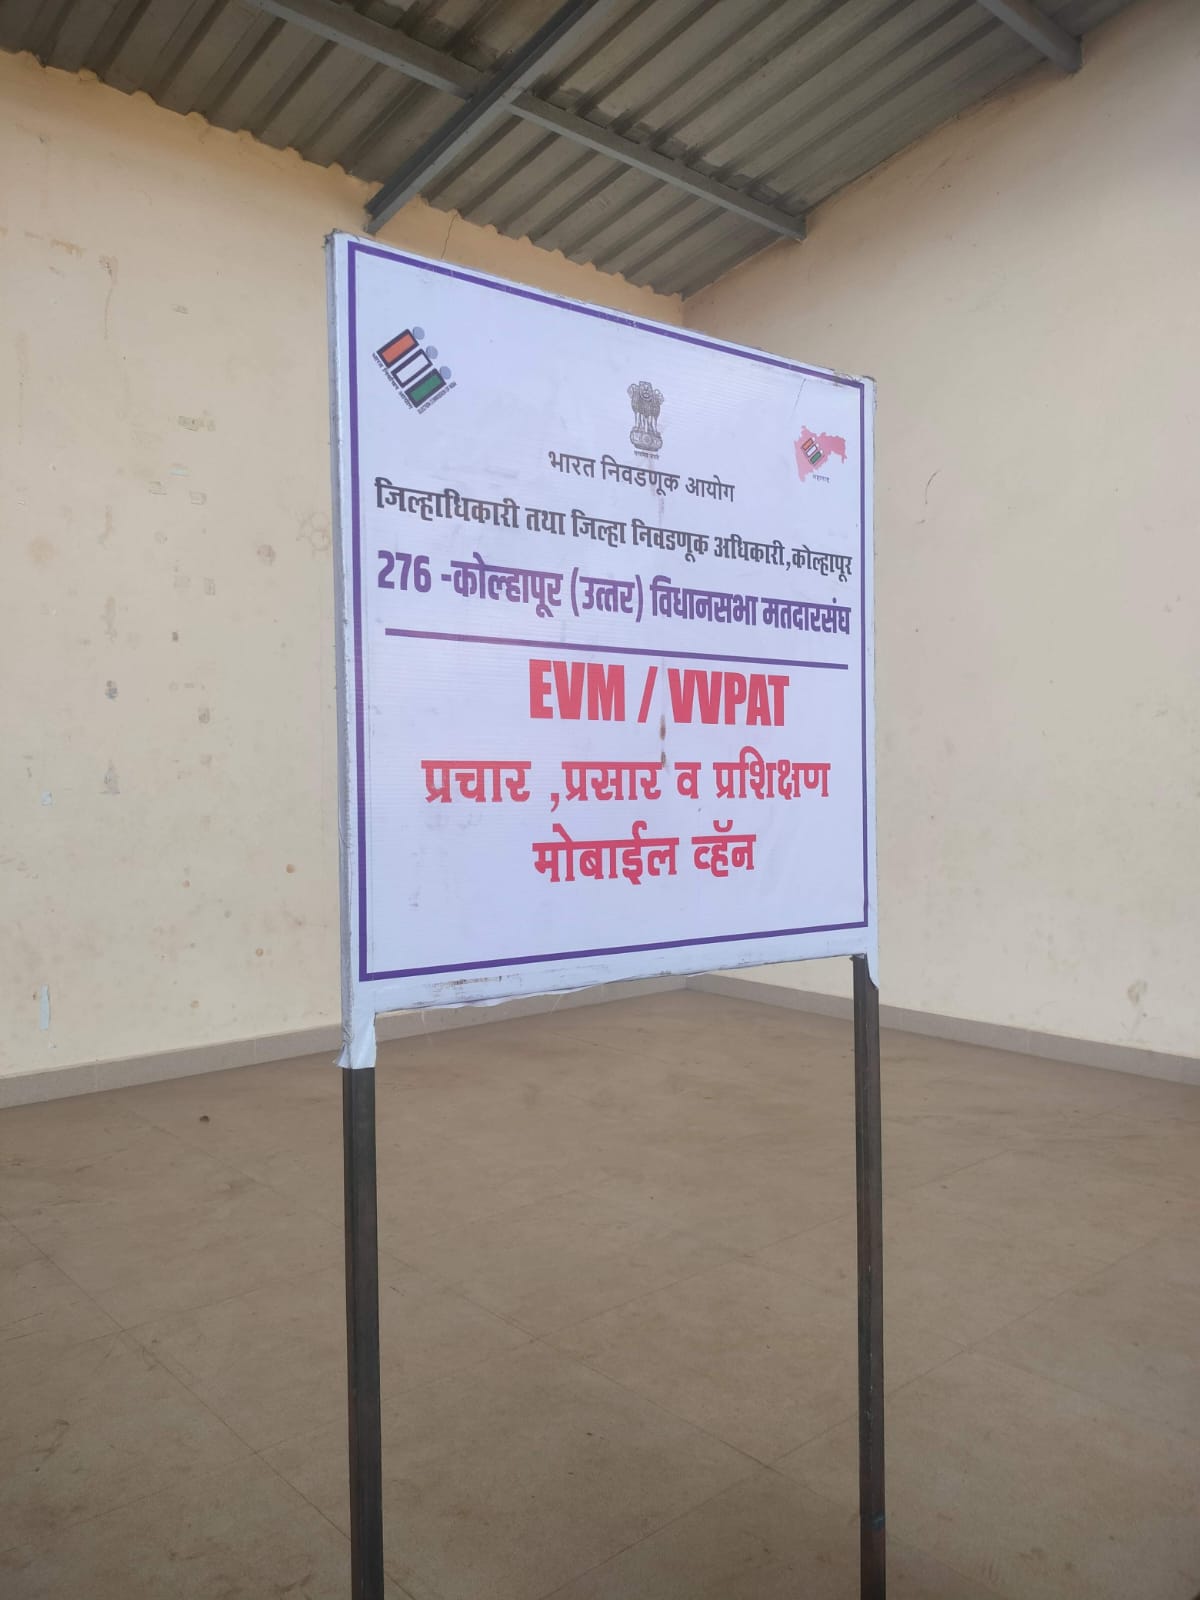 भारत निवडणूक आयोग
जिल्हाधिकारी तथा जिल्हा निवडणूक अधिकारी,कोल्हापूर
276 -कोल्हापूर (उत्तर) विधानसभा मतदारसंघ
EVM / VVPAT
प्रचार ,प्रसार व प्रशिक्षण
मोबाईल व्हॅन